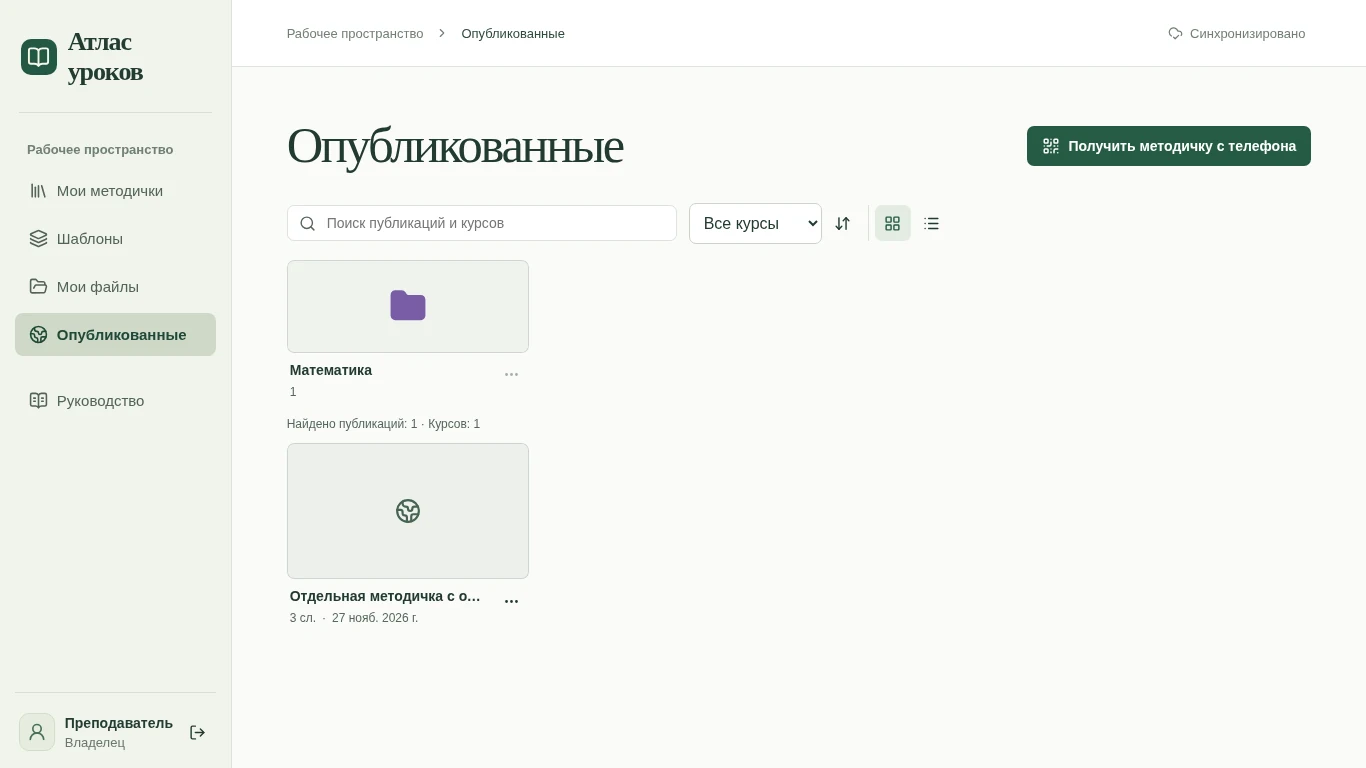 Атлас
уроков
Рабочее пространство
Мои методички
Шаблоны
Мои файлы
Опубликованные
Руководство
Преподаватель
Владелец
Рабочее пространство
Опубликованные
Синхронизировано
Опубликованные
Получить методичку с телефона
Поиск публикаций и курсов
Все курсы
Математика
1
Найдено публикаций: 1 · Курсов: 1
Отдельная методичка с о…
3 сл. · 27 нояб. 2026 г.